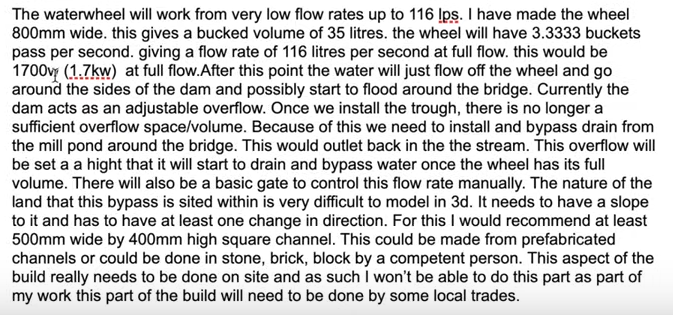 The waterwheel will work from very low flow rates up to 116 lps. I have made the wheel
800mm wide. this gives a bucked volume of 35 litres. the wheel will have 3.3333 buckets
pass per second. giving a flow rate of 116 litres per second at full flow. this would be
1700w (1.7kw) at full flow.After this point the water will just flow off the wheel and go
around the sides of the dam and possibly start to flood around the bridge. Currently the
dam acts as an adjustable overflow. Once we install the trough, there is no longer a
sufficient overflow space/volume. Because of this we need to install and bypass drain from
the mill pond around the bridge. This would outlet back in the the stream. This overflow will
be set a a hight that it will start to drain and bypass water once the wheel has its full
volume. There will also be a basic gate to control this flow rate manually. The nature of the
land that this bypass is sited within is very difficult to model in 3d. It needs to have a slope
to it and has to have at least one change in direction. For this I would recommend at least
500mm wide by 400mm high square channel. This could be made from prefabricated
channels or could be done in stone, brick, block by a competent person. This aspect of the
build really needs to be done on site and as such I won't be able to do this part as part of
my work this part of the build will need to be done by some local trades.